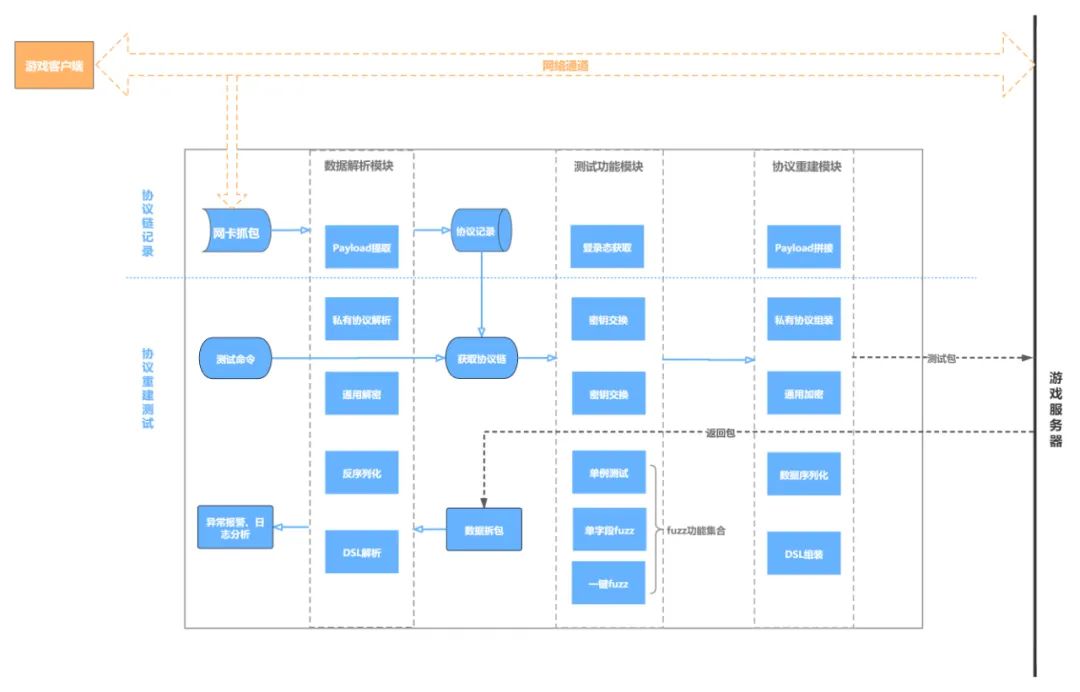 游戏客户端
网络通道
数据解析模块
测试功能模块
协议重建模块
协议链记录
网卡抓包
Payload提取
协议记录
登录态获取
Payload拼接
私有协议解析
密钥交换
私有协议组装
协议重建测试
测试命令
获取协议链
测试包
通用解密
密钥交换
通用加密
游戏服务器
返回包
反序列化
单例测试
数据序列化
异常报警、日
志分析
数据拆包
单字段fuzz
fuzz功能集合
DSL解析
DSL组装
一键fuzz